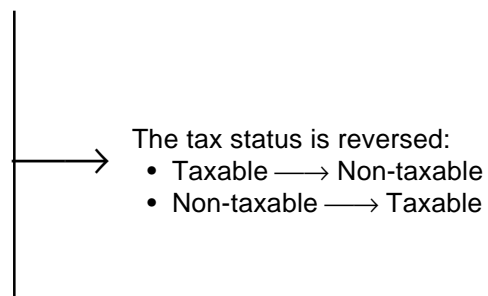 The tax status is reversed:
• Taxable ⟶ Non-taxable
• Non-taxable ⟶ Taxable